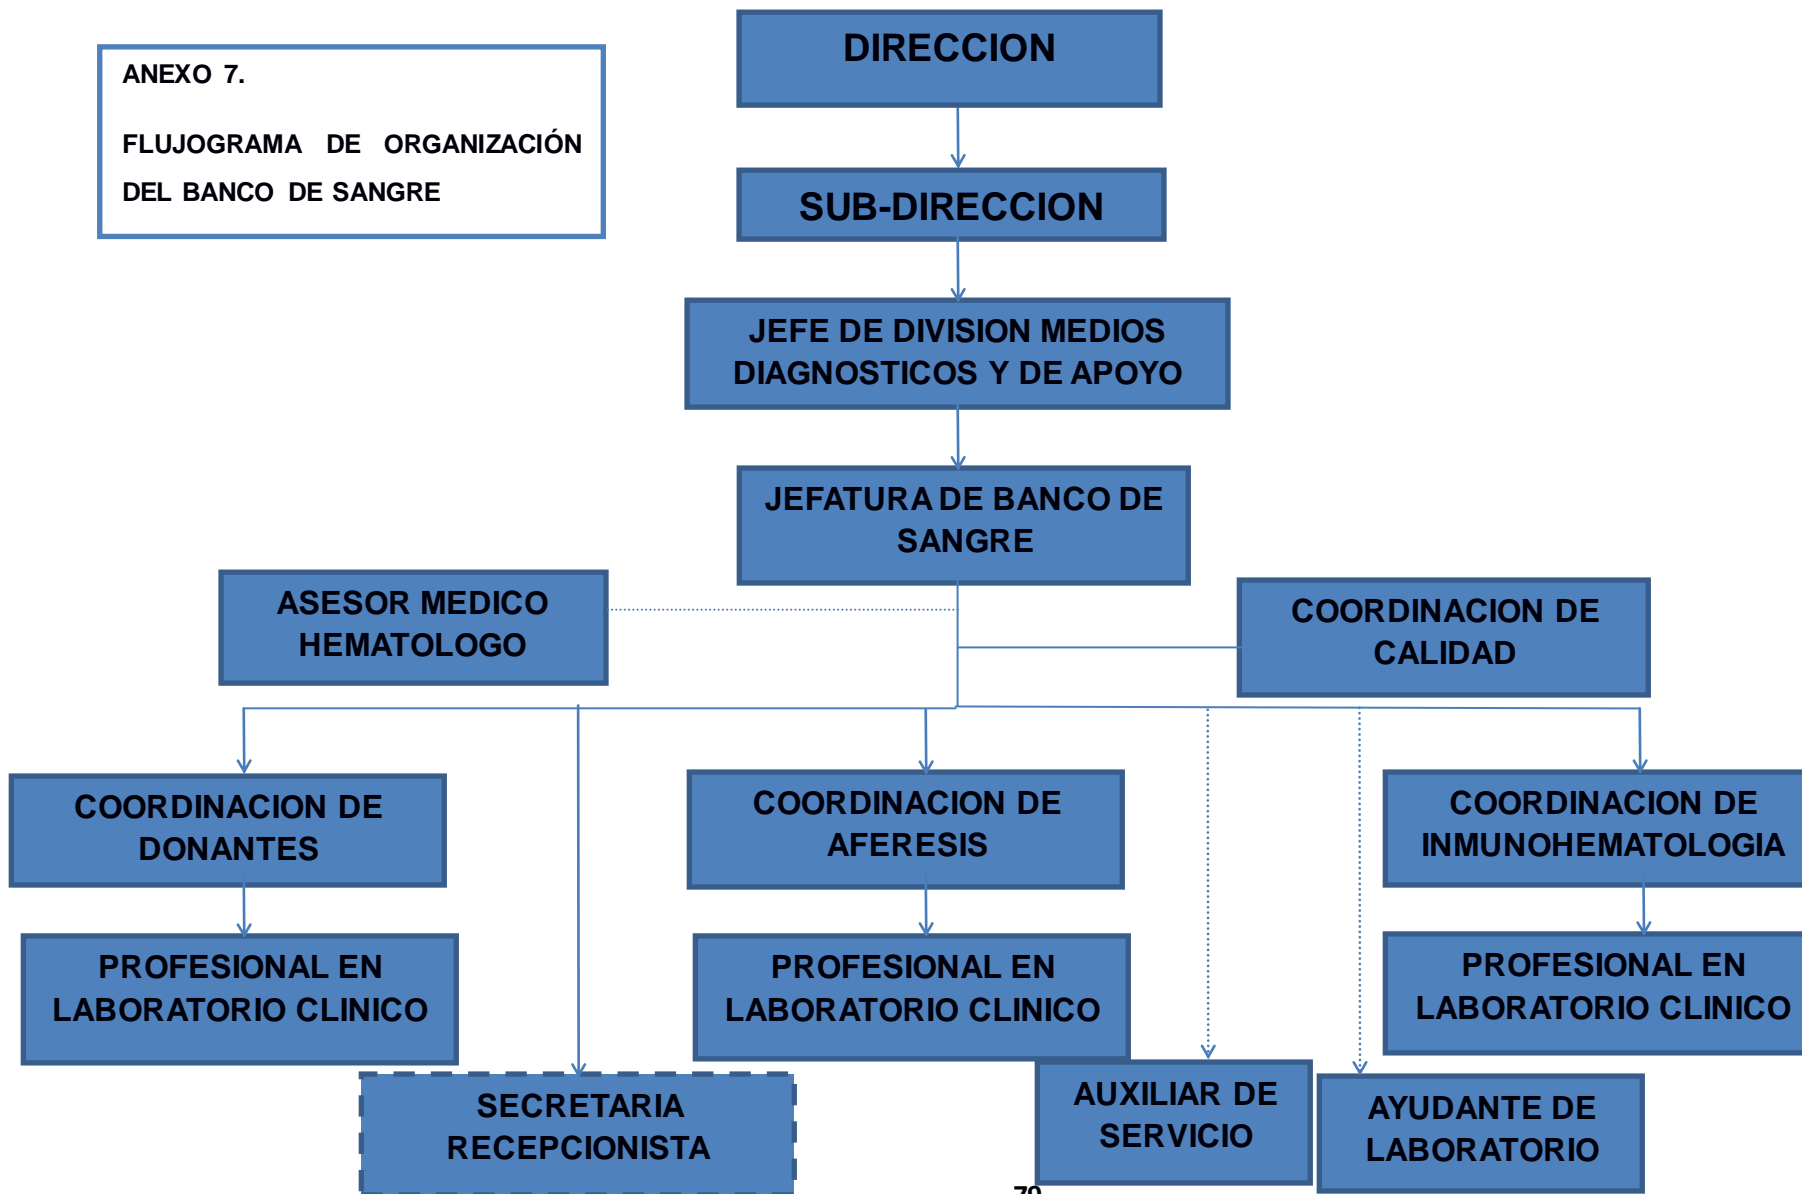 DIRECCION
ANEXO 7.
FLUJOGRAMA DE ORGANIZACIÓN
DEL BANCO DE SANGRE
SUB-DIRECCION
JEFE DE DIVISION MEDIOS
DIAGNOSTICOS Y DE APOYO
JEFATURA DE BANCO DE
SANGRE
ASESOR MEDICO
HEMATOLOGO
COORDINACION DE
CALIDAD
COORDINACION DE
DONANTES
COORDINACION DE
AFERESIS
COORDINACION DE
INMUNOHEMATOLOGIA
PROFESIONAL EN
LABORATORIO CLINICO
PROFESIONAL EN
LABORATORIO CLINICO
PROFESIONAL EN
LABORATORIO CLINICO
SECRETARIA
RECEPCIONISTA
AUXILIAR DE
SERVICIO
AYUDANTE DE
LABORATORIO